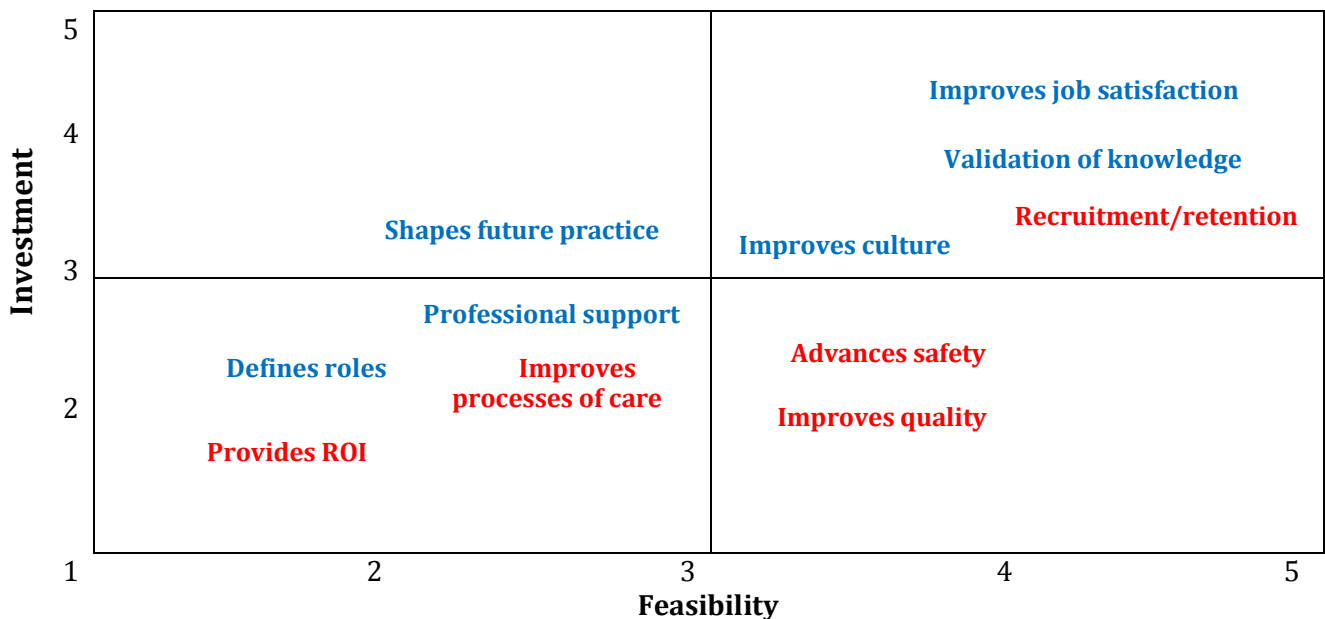 5
Improves job satisfaction
4
Validation of knowledge
Recruitment/retention
Shapes future practice
Improves culture
3
Investment
Professional support
Advances safety
Defines roles
Improves
processes of care
2
Improves quality
Provides ROI
1
2
3
4
5
Feasibility